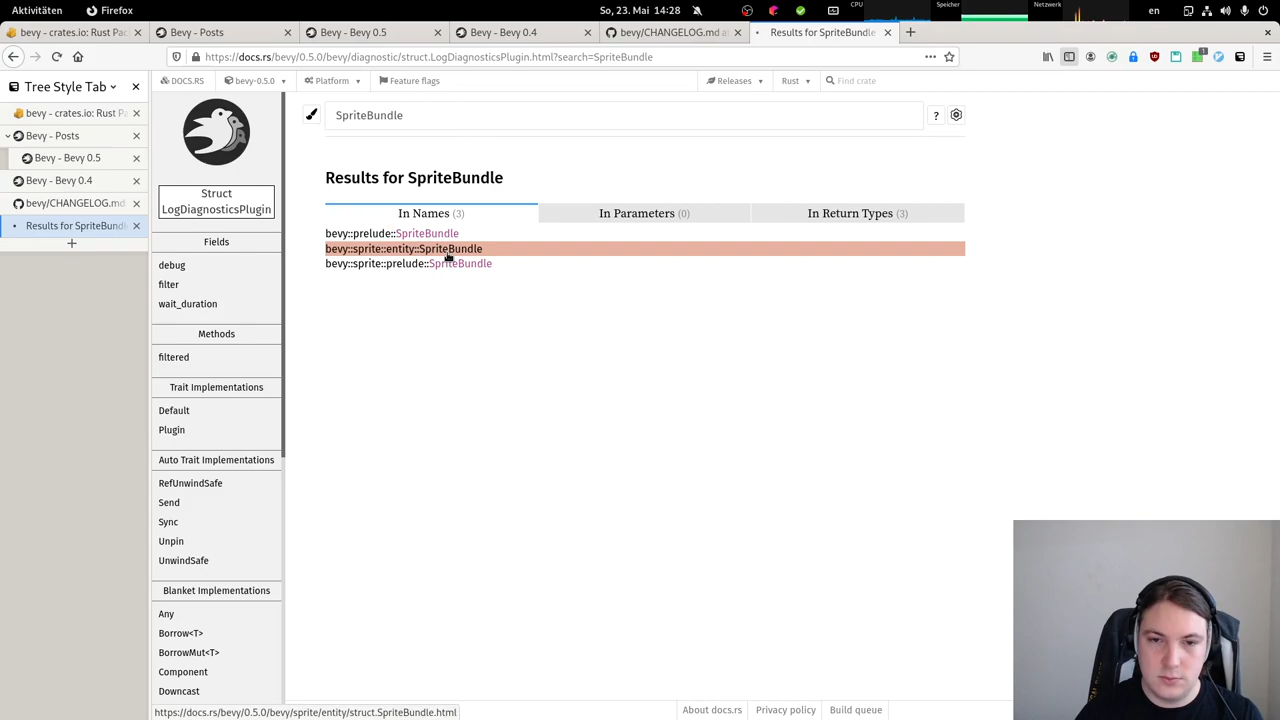 Aktivitäten
Firefox
So, 23. Mai 14:28
CPU
Speicher
Netzwerk
en
bevy - crates.io: Rust Pac
Bevy - Posts
Bevy - Bevy 0.5
Bevy - Bevy 0.4
bevy/CHANGELOG.md at
Results for SpriteBundle
https://docs.rs/bevy/0.5.0/bevy/diagnostic/struct.LogDiagnosticsPlugin.html?search=SpriteBundle
Tree Style Tab
DOCS.RS
bevy-0.5.0
Platform
Feature flags
Releases
Rust
Find crate
bevy - crates.io: Rust Pa
Bevy - Posts
Bevy - Bevy 0.5
Bevy - Bevy 0.4
bevy/CHANGELOG.md
Results for SpriteBundl
Struct
LogDiagnosticsPlugin
Fields
debug
filter
wait_duration
Methods
filtered
Trait Implementations
Default
Plugin
Auto Trait Implementations
RefUnwindSafe
Send
Sync
Unpin
UnwindSafe
Blanket Implementations
Any
Borrow<T>
BorrowMut<T>
Component
Downcast
SpriteBundle
?
Results for SpriteBundle
In Names (3)
In Parameters (0)
In Return Types (3)
bevy::prelude::SpriteBundle
bevy::sprite::entity::SpriteBundle
bevy::sprite::prelude::SpriteBundle
https://docs.rs/bevy/0.5.0/bevy/sprite/entity/struct.SpriteBundle.html
About docs.rs
Privacy policy
Build queue